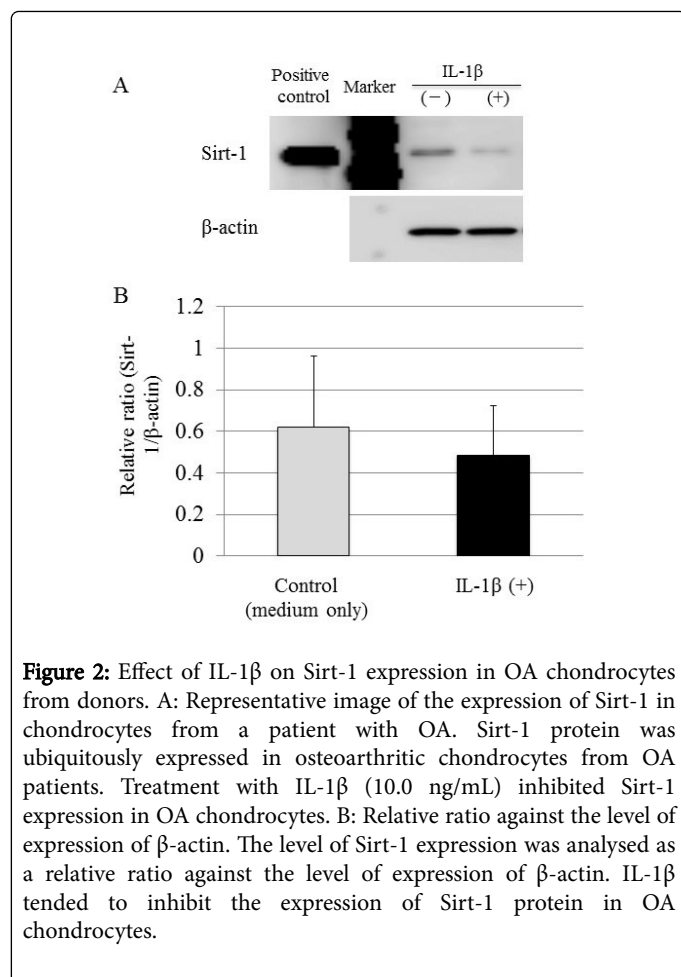 A
Positive control
Marker
IL-1β
(−) (+)
Sirt-1
β-actin
B
Relative ratio (Sirt-
1/β-actin)
1.2
1
0.8
0.6
0.4
0.2
0
Control
(medium only)
IL-1β (+)
Figure 2: Effect of IL-1β on Sirt-1 expression in OA chondrocytes
from donors. A: Representative image of the expression of Sirt-1 in
chondrocytes from a patient with OA. Sirt-1 protein was
ubiquitously expressed in osteoarthritic chondrocytes from OA
patients. Treatment with IL-1β (10.0 ng/mL) inhibited Sirt-1
expression in OA chondrocytes. B: Relative ratio against the level of
expression of β-actin. The level of Sirt-1 expression was analysed as
a relative ratio against the level of expression of β-actin. IL-1β
tended to inhibit the expression of Sirt-1 protein in OA
chondrocytes.